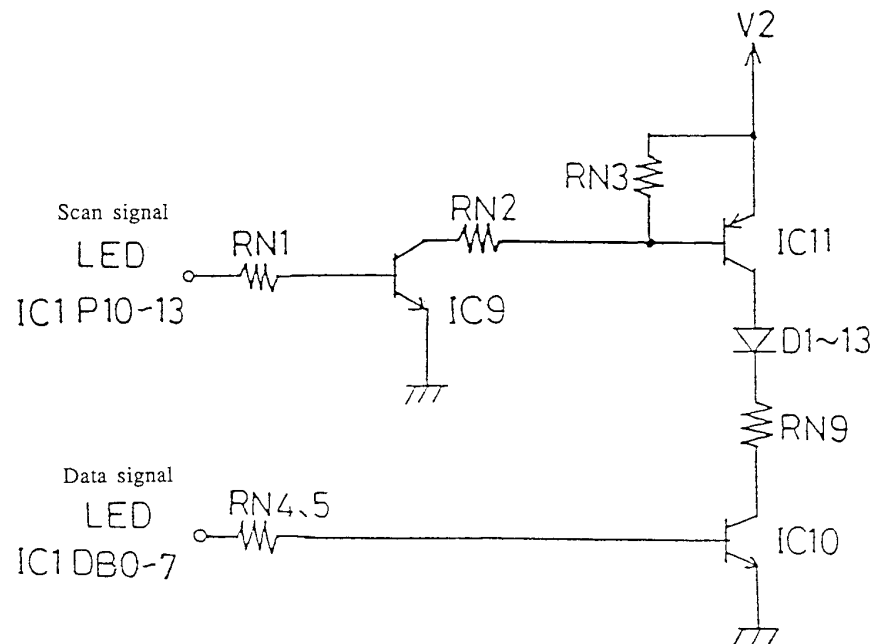 V2
RN3
Scan signal
LED
IC1 P10-13
RN1
RN2
IC9
IC11
D1~13
RN9
Data signal
LED
IC1 DB0-7
RN4、5
IC10